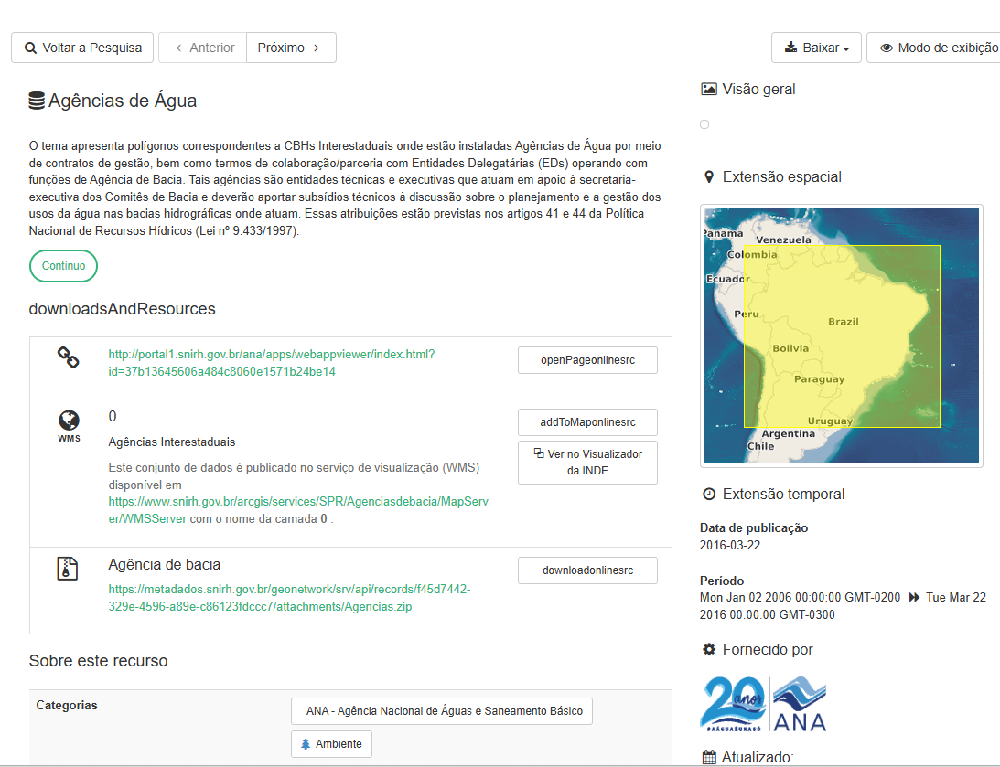 Voltar a Pesquisa
Anterior
Próximo
Baixar
Modo de exibição
Agências de Água
O tema apresenta polígonos correspondentes a CBHs Interestaduais onde estão instaladas Agências de Água por meio
de contratos de gestão, bem como termos de colaboração/parceria com Entidades Delegatárias (EDs) operando com
funções de Agência de Bacia. Tais agências são entidades técnicas e executivas que atuam em apoio à secretaria-
executiva dos Comitês de Bacia e deverão aportar subsídios técnicos à discussão sobre o planejamento e a gestão dos
usos da água nas bacias hidrográficas onde atuam. Essas atribuições estão previstas nos artigos 41 e 44 da Política
Nacional de Recursos Hídricos (Lei nº 9.433/1997).
Contínuo
downloadsAndResources
http://portal1.snirh.gov.br/ana/apps/webappviewer/index.html?
id=37b13645606a484c8060e1571b24be14
openPageonlinesrc
WMS
0
Agências Interestaduais
Este conjunto de dados é publicado no serviço de visualização (WMS)
disponível em
https://www.snirh.gov.br/arcgis/services/SPR/Agenciasdebacia/MapServ
er/WMSServer com o nome da camada 0 .
addToMaponlinesrc
Ver no Visualizador
da INDE
Agência de bacia
https://metadados.snirh.gov.br/geonetwork/srv/api/records/f45d7442-
329e-4596-a89e-c86123fdccc7/attachments/Agencias.zip
downloadonlinesrc
Sobre este recurso
Categorias
ANA - Agência Nacional de Águas e Saneamento Básico
Ambiente
Visão geral
Extensão espacial
Panama
Venezuela
Colombia
Ecuador
Peru
Brazil
Bolivia
Paraguay
Uruguay
Argentina
Chile
Extensão temporal
Data de publicação
2016-03-22
Período
Mon Jan 02 2006 00:00:00 GMT-0200 Tue Mar 22
2016 00:00:00 GMT-0300
Fornecido por
20 anos
ANA
Atualizado: